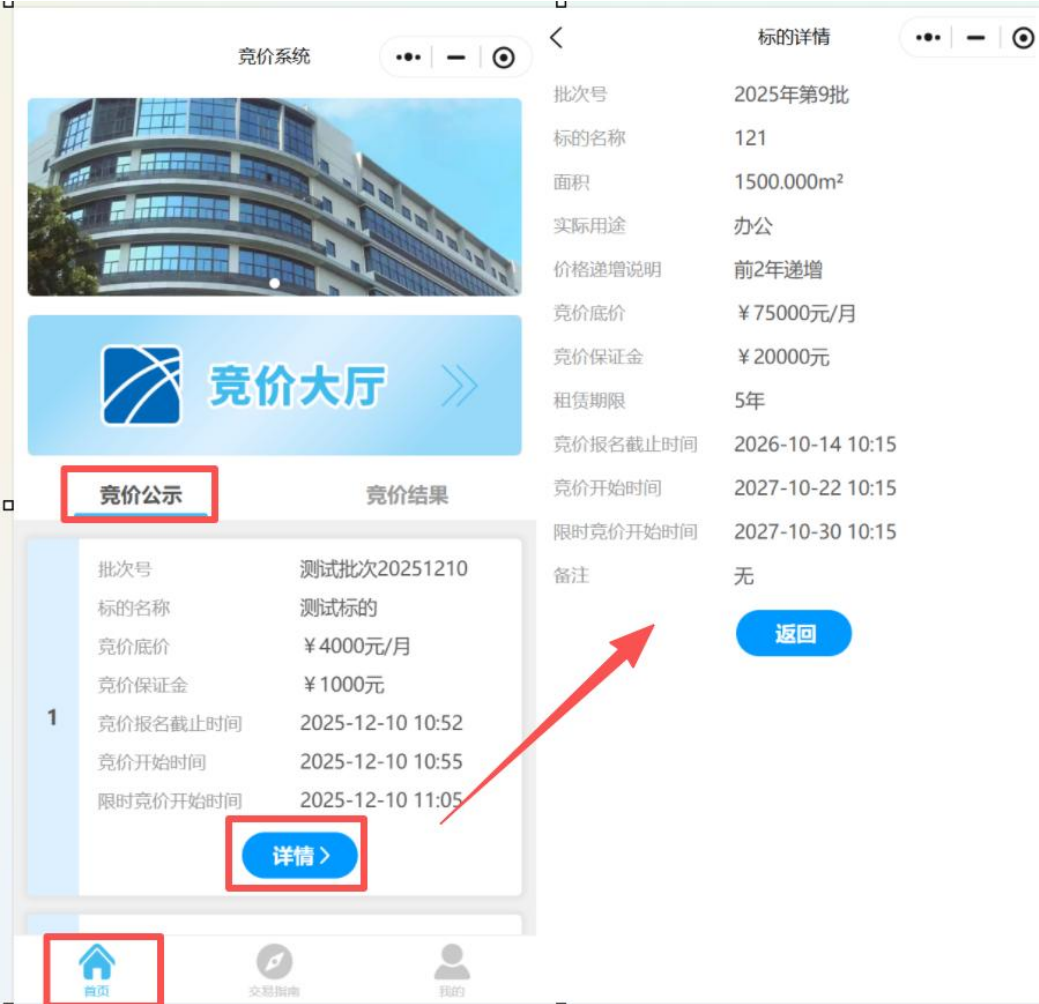 竞价系统
竞价大厅
竞价公示
竞价结果
1
批次号 测试批次20251210
标的名称 测试标的
竞价底价 ¥4000元/月
竞价保证金 ¥1000元
竞价报名截止时间 2025-12-10 10:52
竞价开始时间 2025-12-10 10:55
限时竞价开始时间 2025-12-10 11:05
详情
首页
交易指南
我的
标的详情
批次号 2025年第9批
标的名称 121
面积 1500.000m²
实际用途 办公
价格递增说明 前2年递增
竞价底价 ¥75000元/月
竞价保证金 ¥20000元
租赁期限 5年
竞价报名截止时间 2026-10-14 10:15
竞价开始时间 2027-10-22 10:15
限时竞价开始时间 2027-10-30 10:15
备注 无
返回